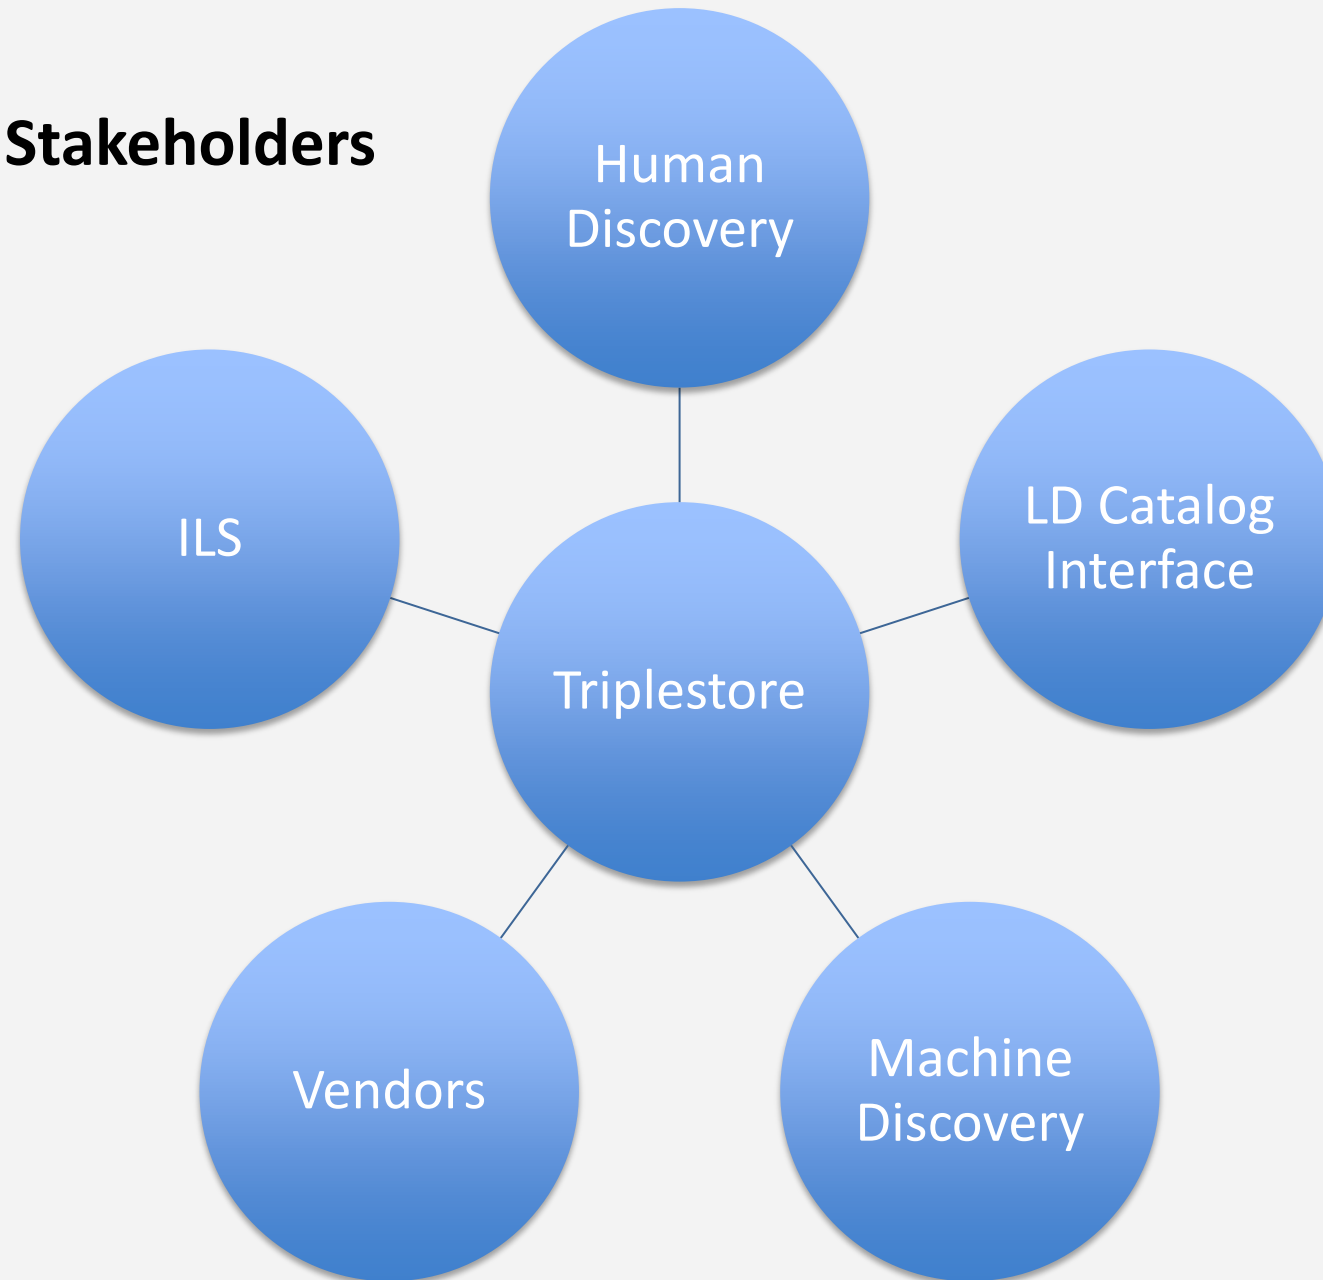 Stakeholders
Human
Discovery
ILS
LD Catalog
Interface
Triplestore
Vendors
Machine
Discovery